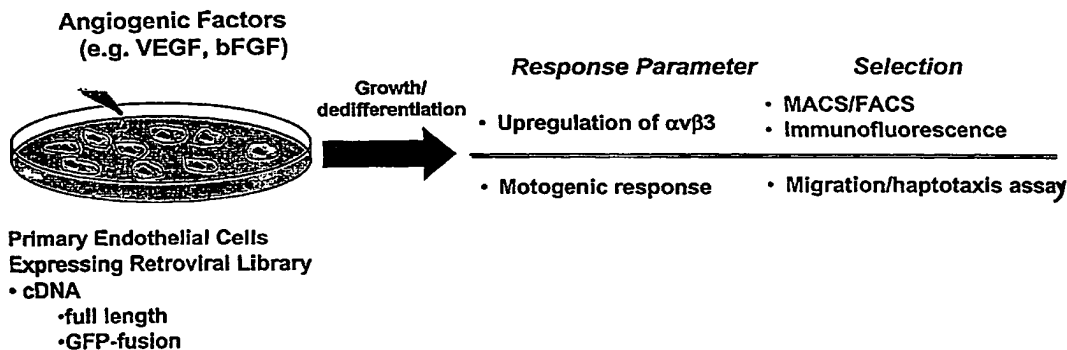 Angiogenic Factors
(e.g. VEGF, bFGF)
Growth/
dedifferentiation
Response Parameter
Selection
• Upregulation of αvβ3
• MACS/FACS
• Immunofluorescence
• Motogenic response
• Migration/haptotaxis assay
Primary Endothelial Cells
Expressing Retroviral Library
• cDNA
•full length
•GFP-fusion